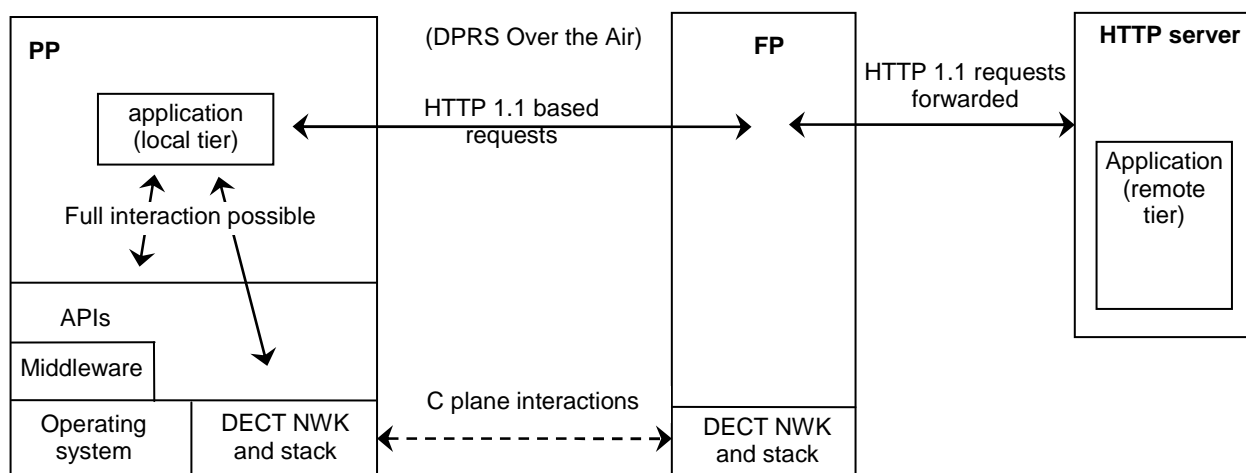 PP
(DPRS Over the Air)
FP
HTTP server
HTTP 1.1 requests
forwarded
application
(local tier)
HTTP 1.1 based
requests
Application
(remote
tier)
Full interaction possible
APIs
Middleware
Operating
system
DECT NWK
and stack
C plane interactions
DECT NWK
and stack